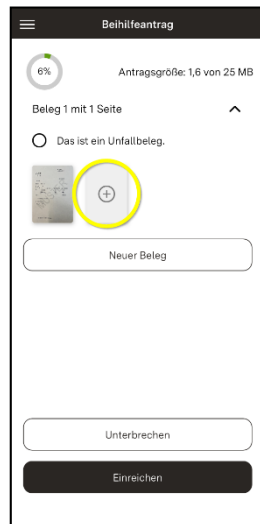 Beihilfeantrag
6%
Antragsgröße: 1,6 von 25 MB
Beleg 1 mit 1 Seite
Das ist ein Unfallbeleg.
Neuer Beleg
Unterbrechen
Einreichen